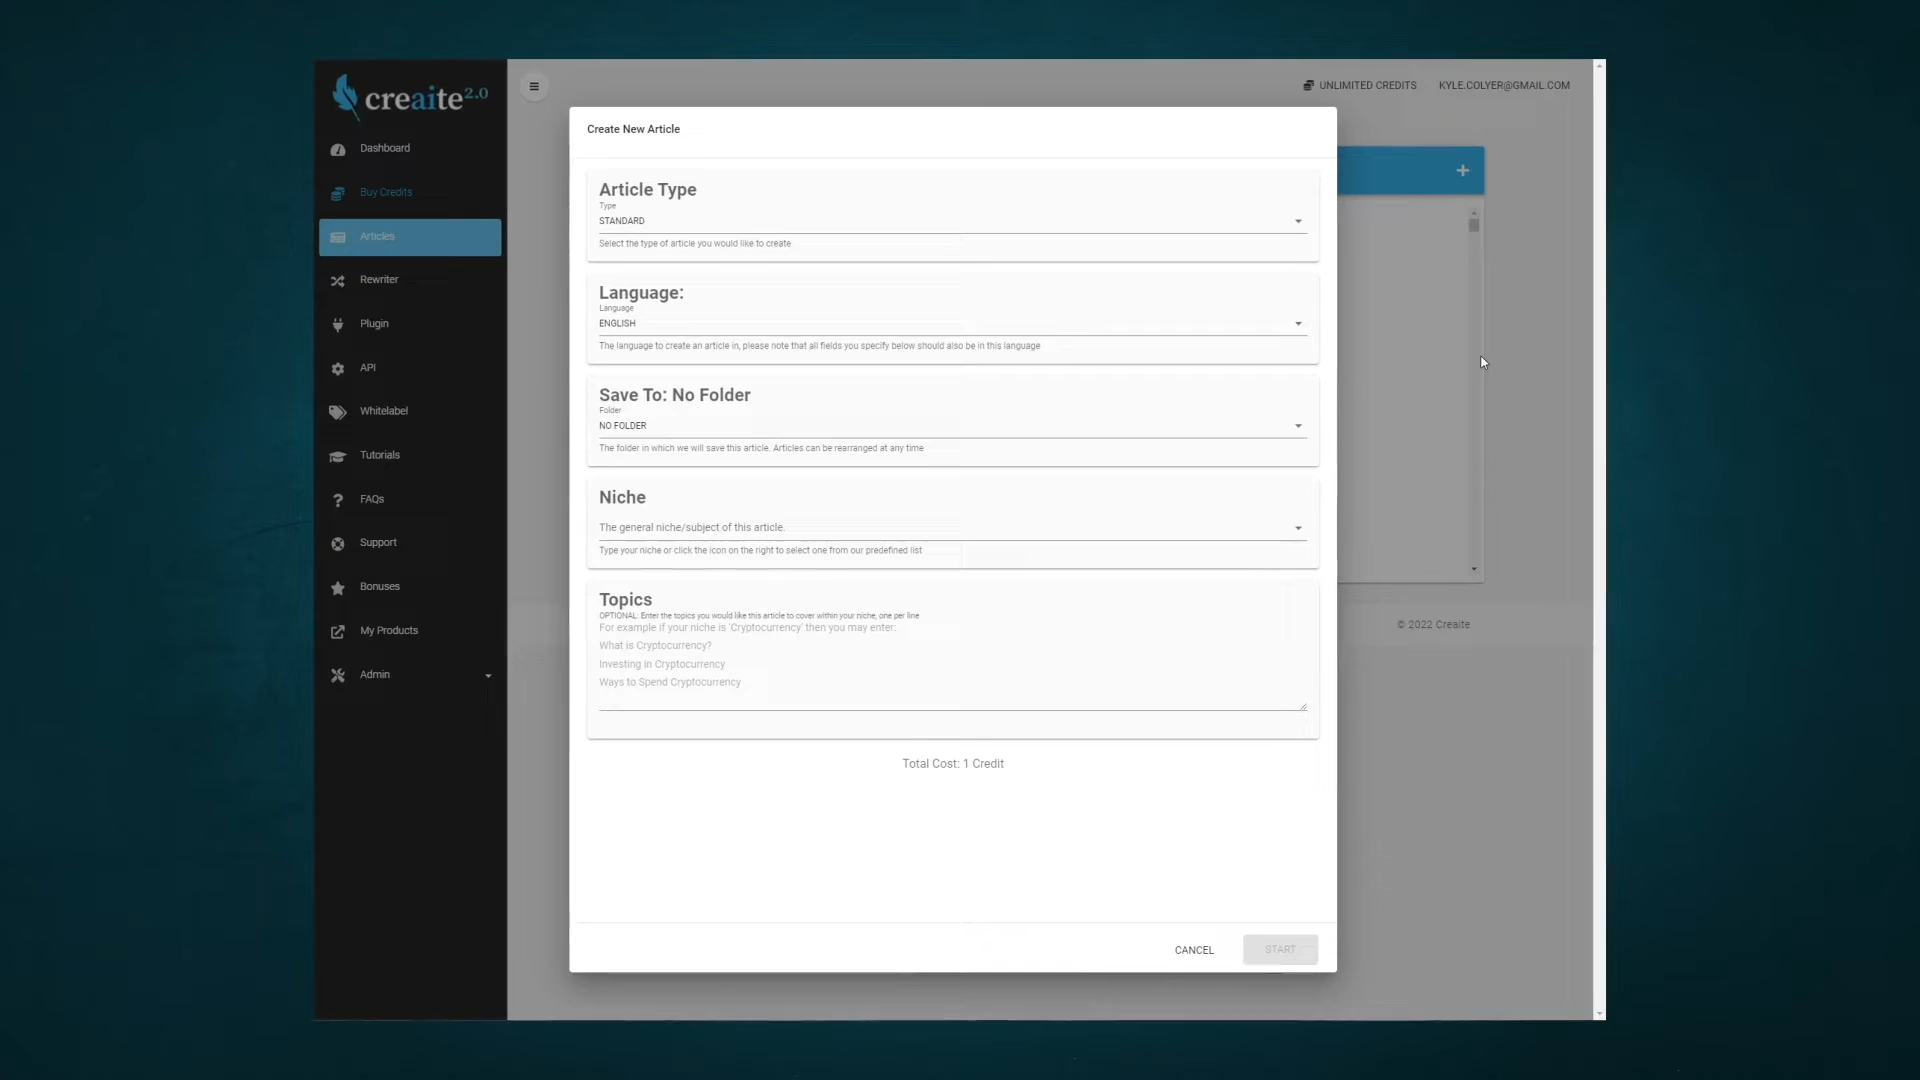 creaite 2.0
UNLIMITED CREDITS
KYLE.COLYER@GMAIL.COM
Dashboard
Buy Credits
Articles
Rewriter
Plugin
API
Whitelabel
Tutorials
FAQs
Support
Bonuses
My Products
Admin
Create New Article
Article Type
Type
STANDARD
Select the type of article you would like to create
Language:
Language
ENGLISH
The language to create an article in, please note that all fields you specify below should also be in this language
Save To: No Folder
Folder
NO FOLDER
The folder in which we will save this article. Articles can be rearranged at any time
Niche
The general niche/subject of this article.
Type your niche or click the icon on the right to select one from our predefined list
Topics
OPTIONAL: Enter the topics you would like this article to cover within your niche, one per line
For example if your niche is 'Cryptocurrency' then you may enter:
What is Cryptocurrency?
Investing in Cryptocurrency
Ways to Spend Cryptocurrency
Total Cost: 1 Credit
CANCEL
START
© 2022 Creaite